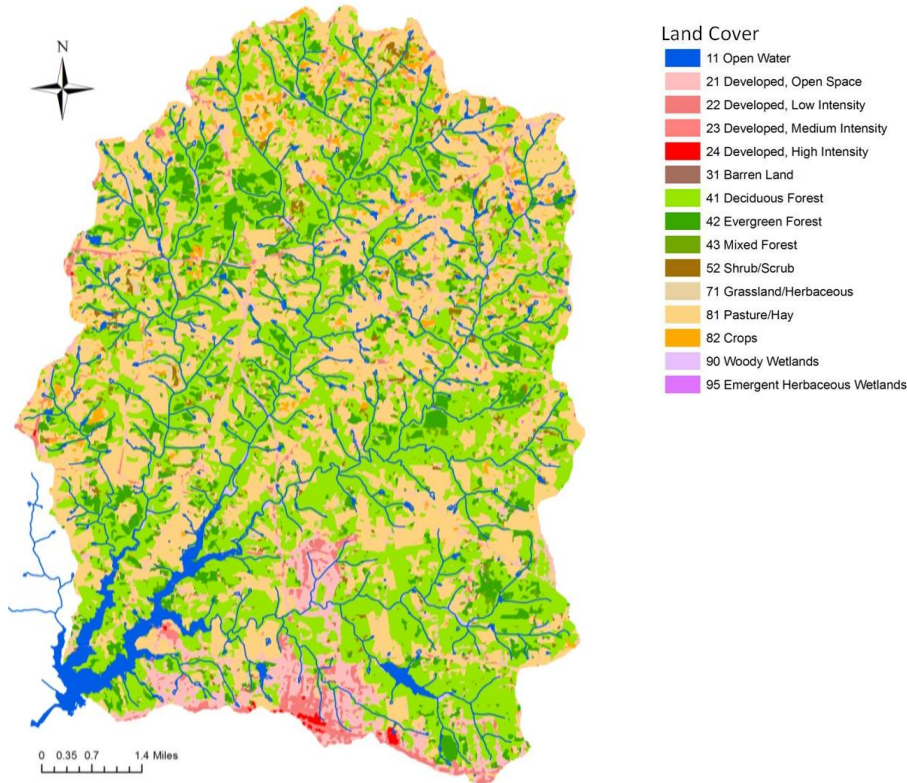 N
Land Cover
11 Open Water
21 Developed, Open Space
22 Developed, Low Intensity
23 Developed, Medium Intensity
24 Developed, High Intensity
31 Barren Land
41 Deciduous Forest
42 Evergreen Forest
43 Mixed Forest
52 Shrub/Scrub
71 Grassland/Herbaceous
81 Pasture/Hay
82 Crops
90 Woody Wetlands
95 Emergent Herbaceous Wetlands
0 0.35 0.7 1.4 Miles